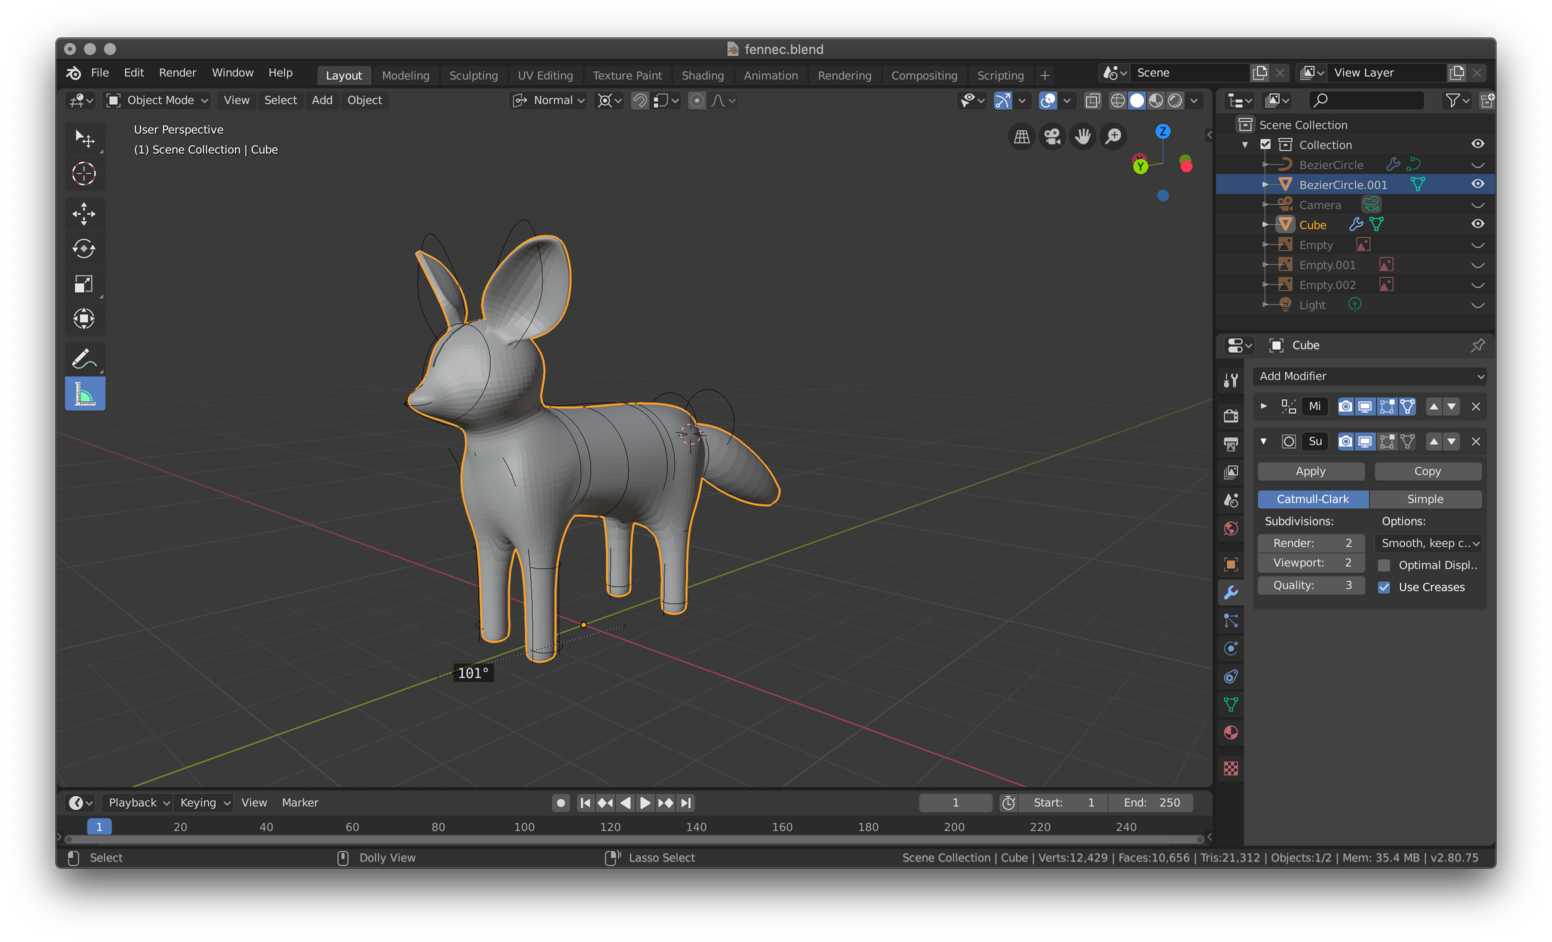 fennec.blend
File Edit Render Window Help Layout Modeling Sculpting UV Editing Texture Paint Shading Animation Rendering Compositing Scripting + Scene View Layer
Object Mode View Select Add Object Normal
User Perspective
(1) Scene Collection | Cube
Z
Y
101°
Scene Collection
Collection
BezierCircle
BezierCircle.001
Camera
Cube
Empty
Empty.001
Empty.002
Light
Cube
Add Modifier
Mi
Su
Apply Copy
Catmull-Clark Simple
Subdivisions: Options:
Render: 2 Smooth, keep c..
Viewport: 2 Optimal Displ..
Quality: 3 Use Creases
Playback Keying View Marker 1 Start: 1 End: 250
1 20 40 60 80 100 120 140 160 180 200 220 240
Select Dolly View Lasso Select Scene Collection | Cube | Verts:12,429 | Faces:10,656 | Tris:21,312 | Objects:1/2 | Mem: 35.4 MB | v2.80.75